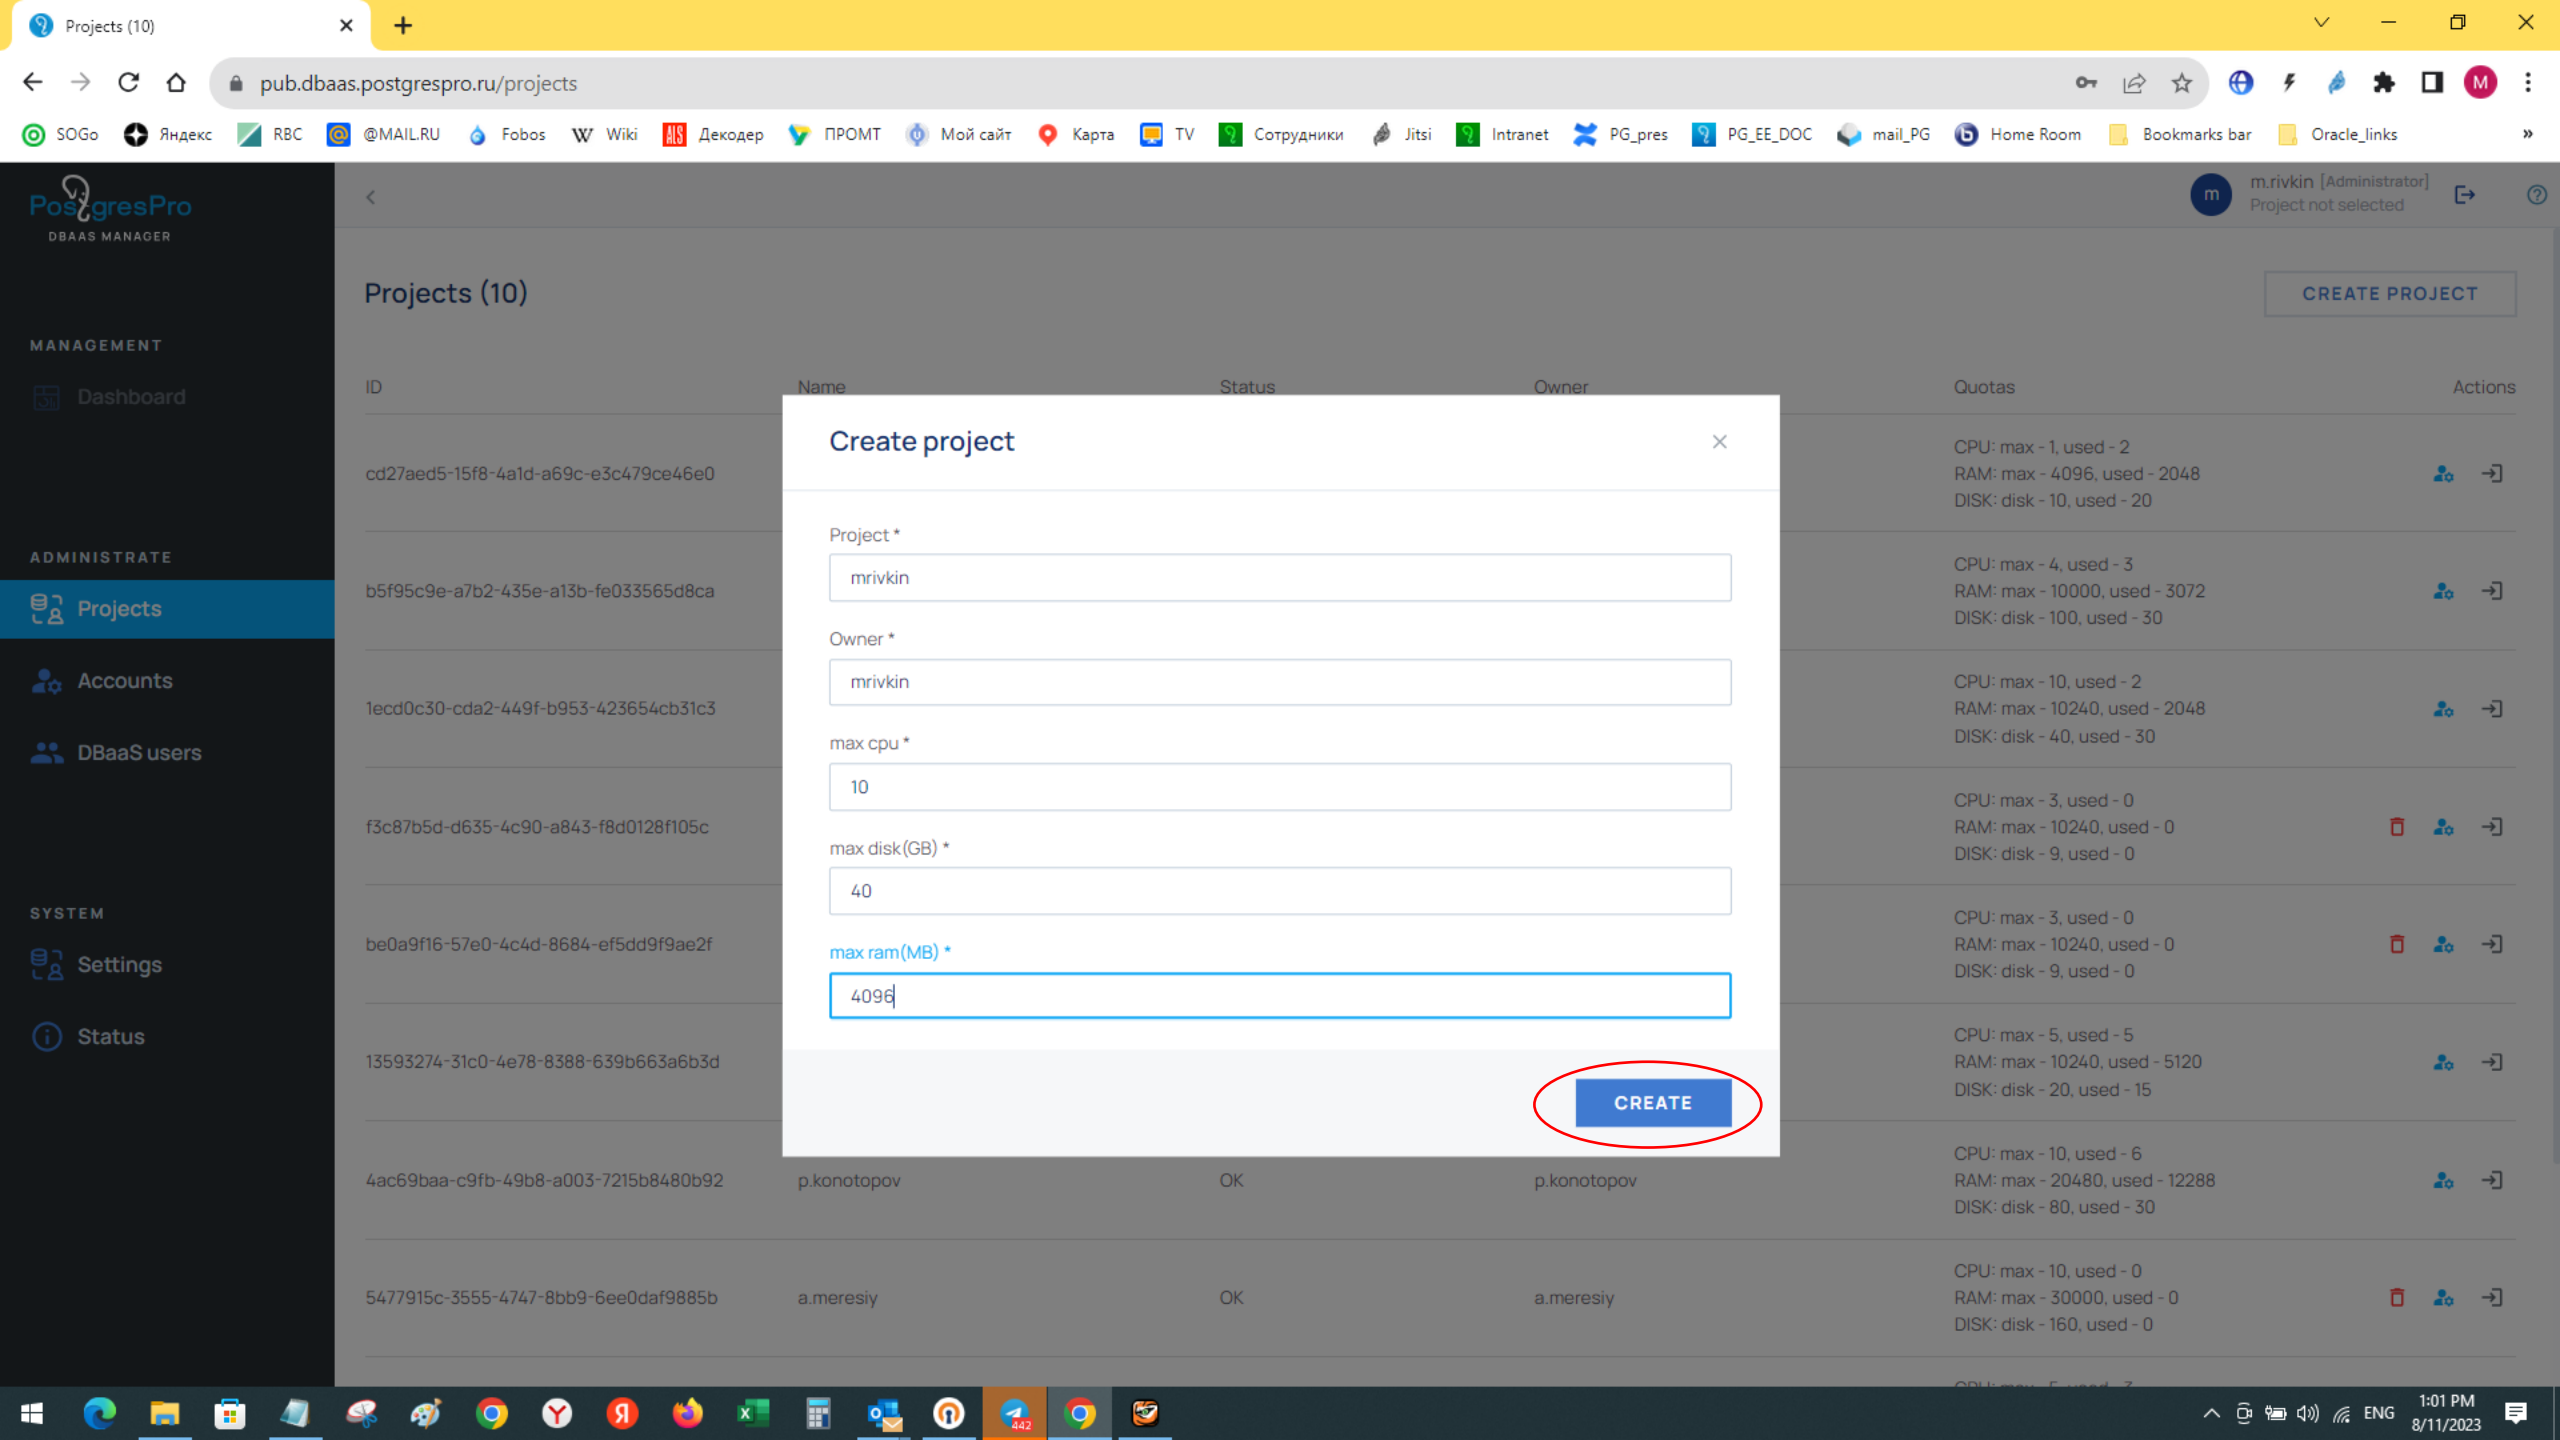 Projects (10)
pub.dbaas.postgrespro.ru/projects
M
SOGo
Яндекс
RBC
@MAIL.RU
Fobos
Wiki
ALS Декодер
ПРОМТ
Мой сайт
Карта
TV
Сотрудники
Jitsi
Intranet
PG_pres
PG_EE_DOC
mail_PG
Home Room
Bookmarks bar
Oracle_links
»
PostgresPro
DBAAS MANAGER
m
m.rivkin [Administrator]
Project not selected
MANAGEMENT
Dashboard
ADMINISTRATE
Projects
Accounts
DBaaS users
SYSTEM
Settings
Status
Projects (10)
CREATE PROJECT
ID Name Status Owner Quotas Actions
cd27aed5-15f8-4a1d-a69c-e3c479ce46e0
CPU: max - 1, used - 2
RAM: max - 4096, used - 2048
DISK: disk - 10, used - 20
b5f95c9e-a7b2-435e-a13b-fe033565d8ca
CPU: max - 4, used - 3
RAM: max - 10000, used - 3072
DISK: disk - 100, used - 30
1ecd0c30-cda2-449f-b953-423654cb31c3
CPU: max - 10, used - 2
RAM: max - 10240, used - 2048
DISK: disk - 40, used - 30
f3c87b5d-d635-4c90-a843-f8d0128f105c
CPU: max - 3, used - 0
RAM: max - 10240, used - 0
DISK: disk - 9, used - 0
be0a9f16-57e0-4c4d-8684-ef5dd9f9ae2f
CPU: max - 3, used - 0
RAM: max - 10240, used - 0
DISK: disk - 9, used - 0
13593274-31c0-4e78-8388-639b663a6b3d
CPU: max - 5, used - 5
RAM: max - 10240, used - 5120
DISK: disk - 20, used - 15
4ac69baa-c9fb-49b8-a003-7215b8480b92 p.konotopov OK p.konotopov
CPU: max - 10, used - 6
RAM: max - 20480, used - 12288
DISK: disk - 80, used - 30
5477915c-3555-4747-8bb9-6ee0daf9885b a.meresiy OK a.meresiy
CPU: max - 10, used - 0
RAM: max - 30000, used - 0
DISK: disk - 160, used - 0
Create project
Project *
mrivkin
Owner *
mrivkin
max cpu *
10
max disk(GB) *
40
max ram(MB) *
4096
CREATE
442
ENG
1:01 PM
8/11/2023